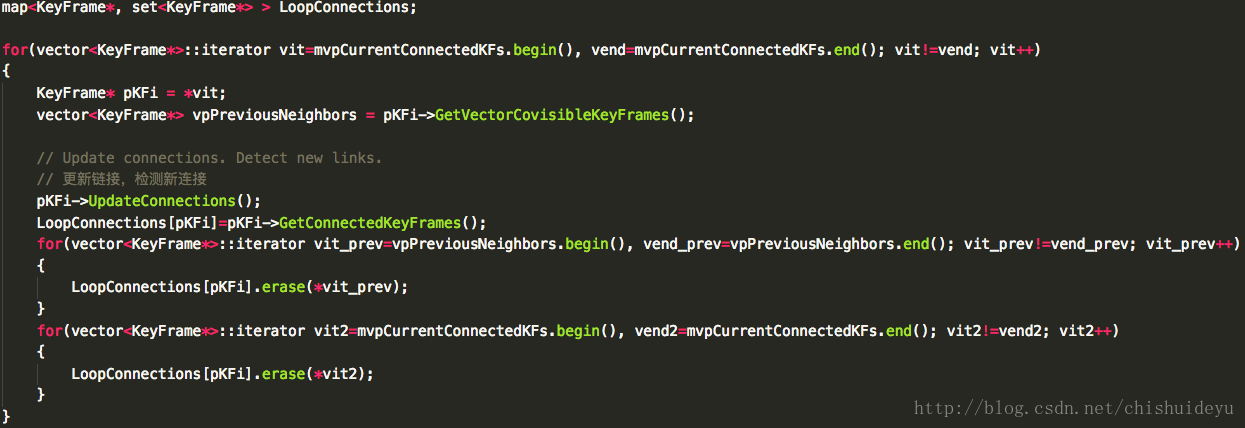 map<KeyFrame*, set<KeyFrame*> > LoopConnections;

for(vector<KeyFrame*>::iterator vit=mvpCurrentConnectedKFs.begin(), vend=mvpCurrentConnectedKFs.end(); vit!=vend; vit++)
{
    KeyFrame* pKFi = *vit;
    vector<KeyFrame*> vpPreviousNeighbors = pKFi->GetVectorCovisibleKeyFrames();

    // Update connections. Detect new links.
    // 更新链接，检测新连接
    pKFi->UpdateConnections();
    LoopConnections[pKFi]=pKFi->GetConnectedKeyFrames();
    for(vector<KeyFrame*>::iterator vit_prev=vpPreviousNeighbors.begin(), vend_prev=vpPreviousNeighbors.end(); vit_prev!=vend_prev; vit_prev++)
    {
        LoopConnections[pKFi].erase(*vit_prev);
    }
    for(vector<KeyFrame*>::iterator vit2=mvpCurrentConnectedKFs.begin(), vend2=mvpCurrentConnectedKFs.end(); vit2!=vend2; vit2++)
    {
        LoopConnections[pKFi].erase(*vit2);
    }
}
http://blog.csdn.net/chishuideyu